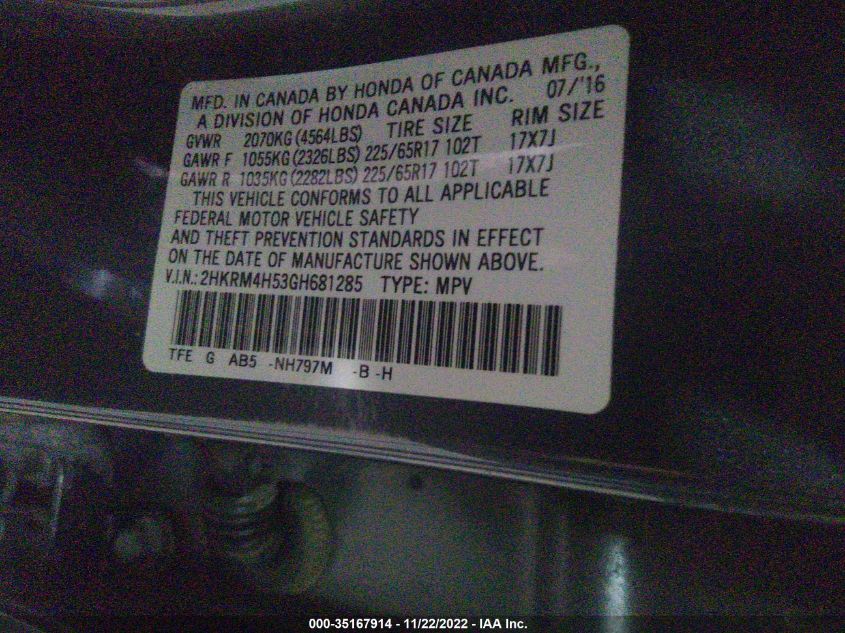 MFD. IN CANADA BY HONDA OF CANADA MFG.,
A DIVISION OF HONDA CANADA INC. 07/'16
GVWR 2070KG (4564LBS) TIRE SIZE RIM SIZE
GAWR F 1055KG (2326LBS) 225/65R17 102T 17X7J
GAWR R 1035KG (2282LBS) 225/65R17 102T 17X7J
THIS VEHICLE CONFORMS TO ALL APPLICABLE
FEDERAL MOTOR VEHICLE SAFETY
AND THEFT PREVENTION STANDARDS IN EFFECT
ON THE DATE OF MANUFACTURE SHOWN ABOVE.
V.I.N.: 2HKRM4H53GH681285 TYPE: MPV
TFE G AB5 -NH797M -B -H
000-35167914 - 11/22/2022 - IAA Inc.